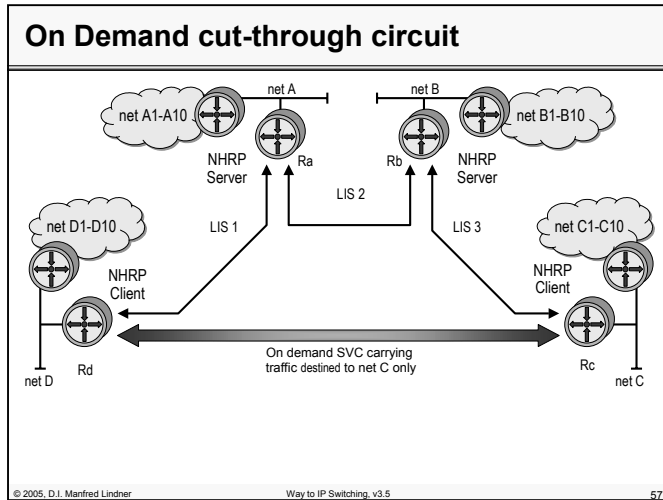 On Demand cut-through circuit
net A
net B
net A1-A10
net B1-B10
NHRP
Server
Ra
Rb
NHRP
Server
LIS 2
net D1-D10
LIS 1
LIS 3
net C1-C10
NHRP
Client
NHRP
Client
On demand SVC carrying
traffic destined to net C only
Rd
Rc
net D
net C
© 2005, D.I. Manfred Lindner
Way to IP Switching, v3.5
57